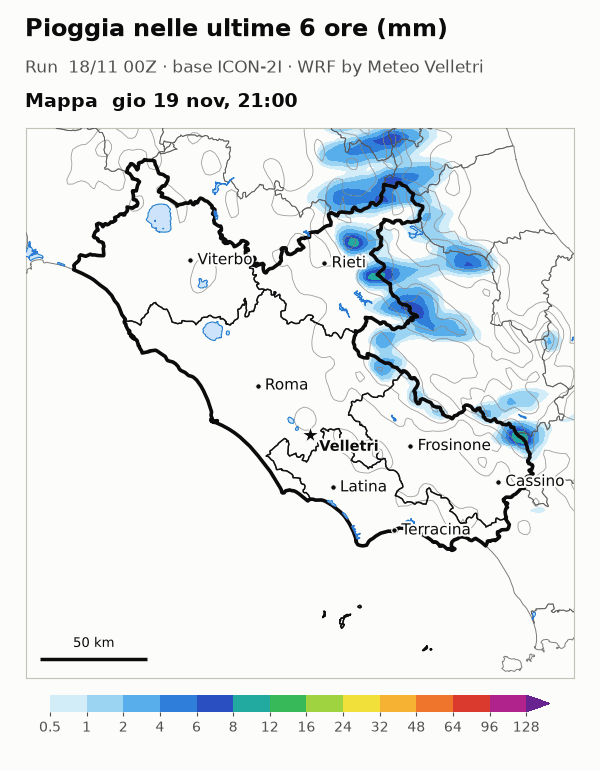 Pioggia nelle ultime 6 ore (mm)
Run  18/11 00Z · base ICON-2I · WRF by Meteo Velletri
Mappa  gio 19 nov, 21:00
Viterbo
Rieti
Roma
Velletri
Frosinone
Latina
Cassino
Terracina
50 km
0.5 1 2 4 6 8 12 16 24 32 48 64 96 128